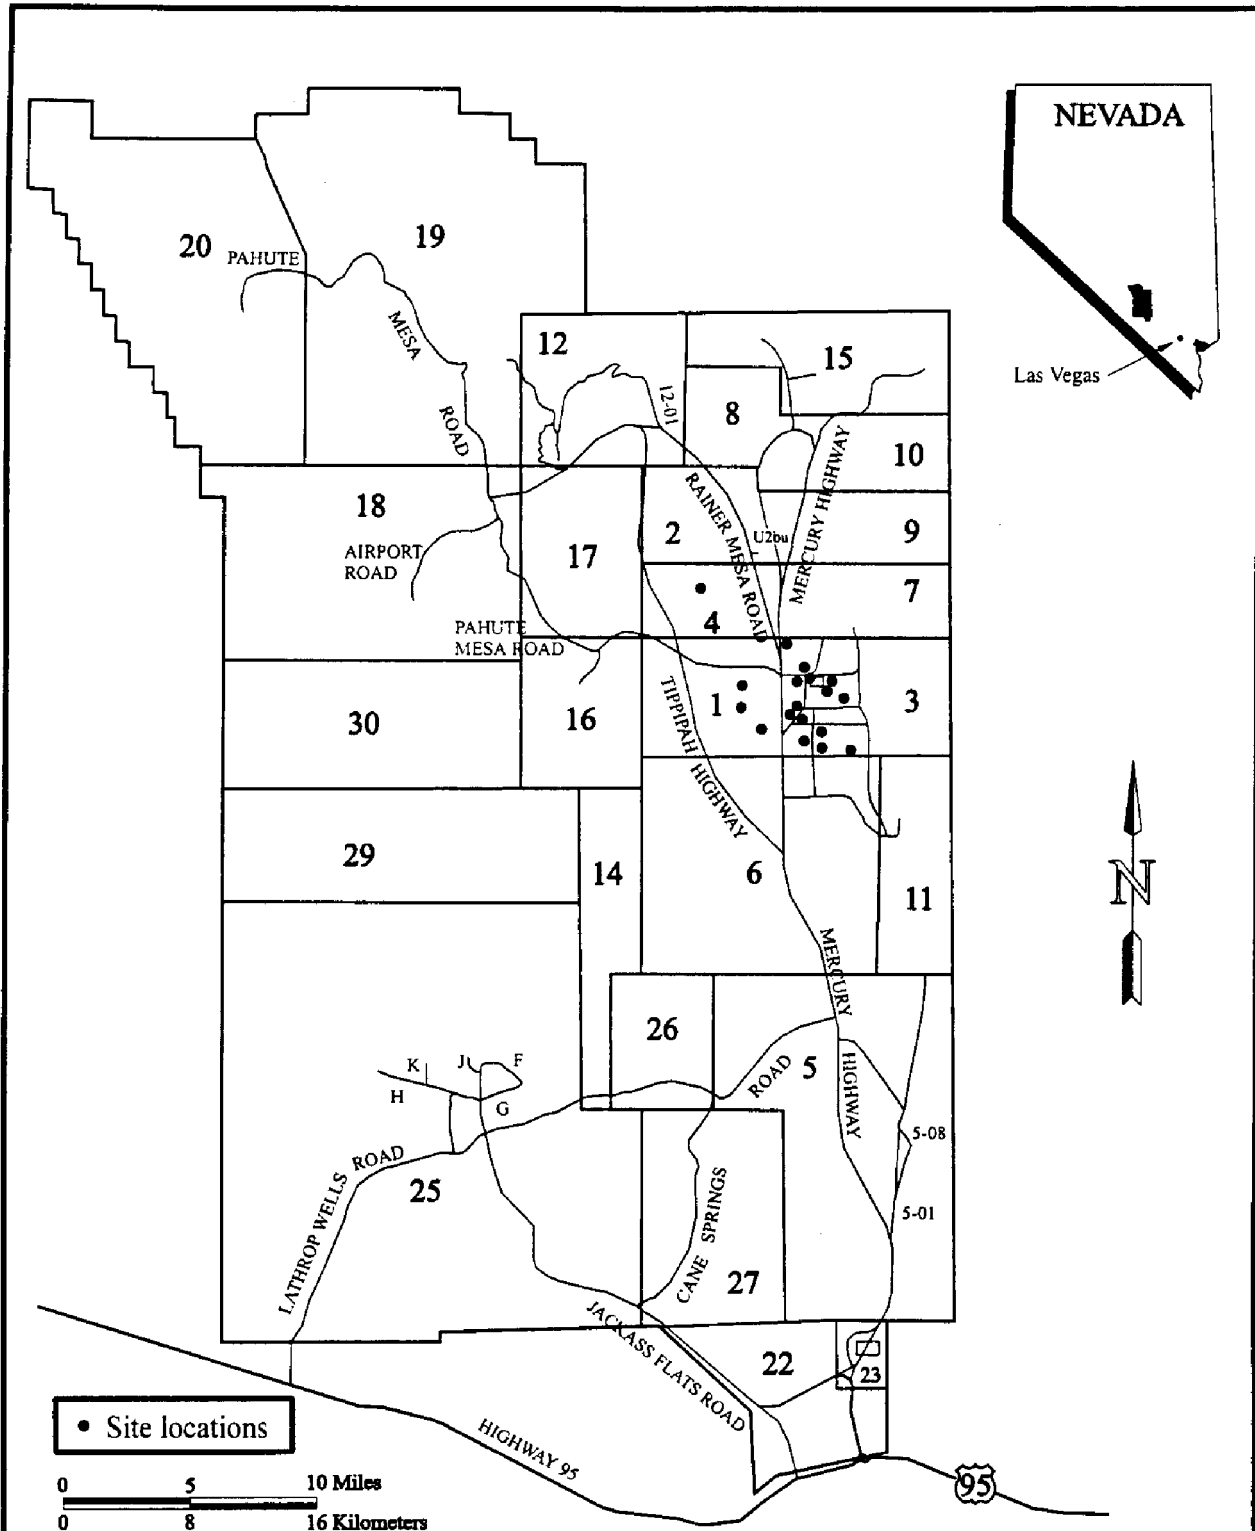 NEVADA
Las Vegas
20
19
PAHUTE
MESA
ROAD
12
12-01
15
8
10
MERCURY HIGHWAY
RAINER MESA ROAD
18
AIRPORT
ROAD
17
2
U2bu
9
7
4
PAHUTE
MESA ROAD
30
16
1
3
TIPPIPAH HIGHWAY
29
14
6
11
MERCURY
HIGHWAY
26
5
ROAD
K
J
F
H
G
5-08
5-01
LATHROP WELLS ROAD
25
CANE SPRINGS
27
JACKASS FLATS ROAD
22
23
HIGHWAY 95
95
N
Site locations
0 5 10 Miles
0 8 16 Kilometers